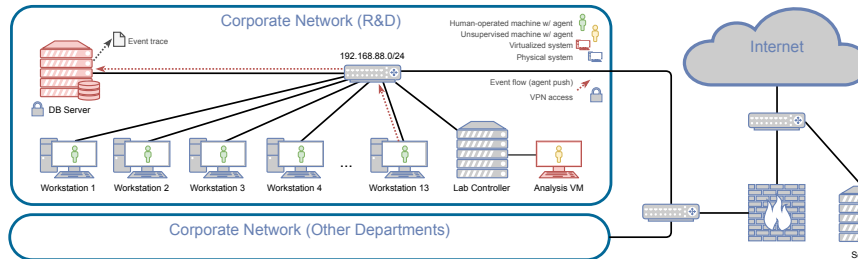 Corporate Network (R&D)
Human-operated machine w/ agent
Unsupervised machine w/ agent
Virtualized system
Physical system
Event trace
192.168.88.0/24
Event flow (agent push)
VPN access
DB Server
Internet
...
Workstation 1
Workstation 2
Workstation 3
Workstation 4
Workstation 13
Lab Controller
Analysis VM
Corporate Network (Other Departments)